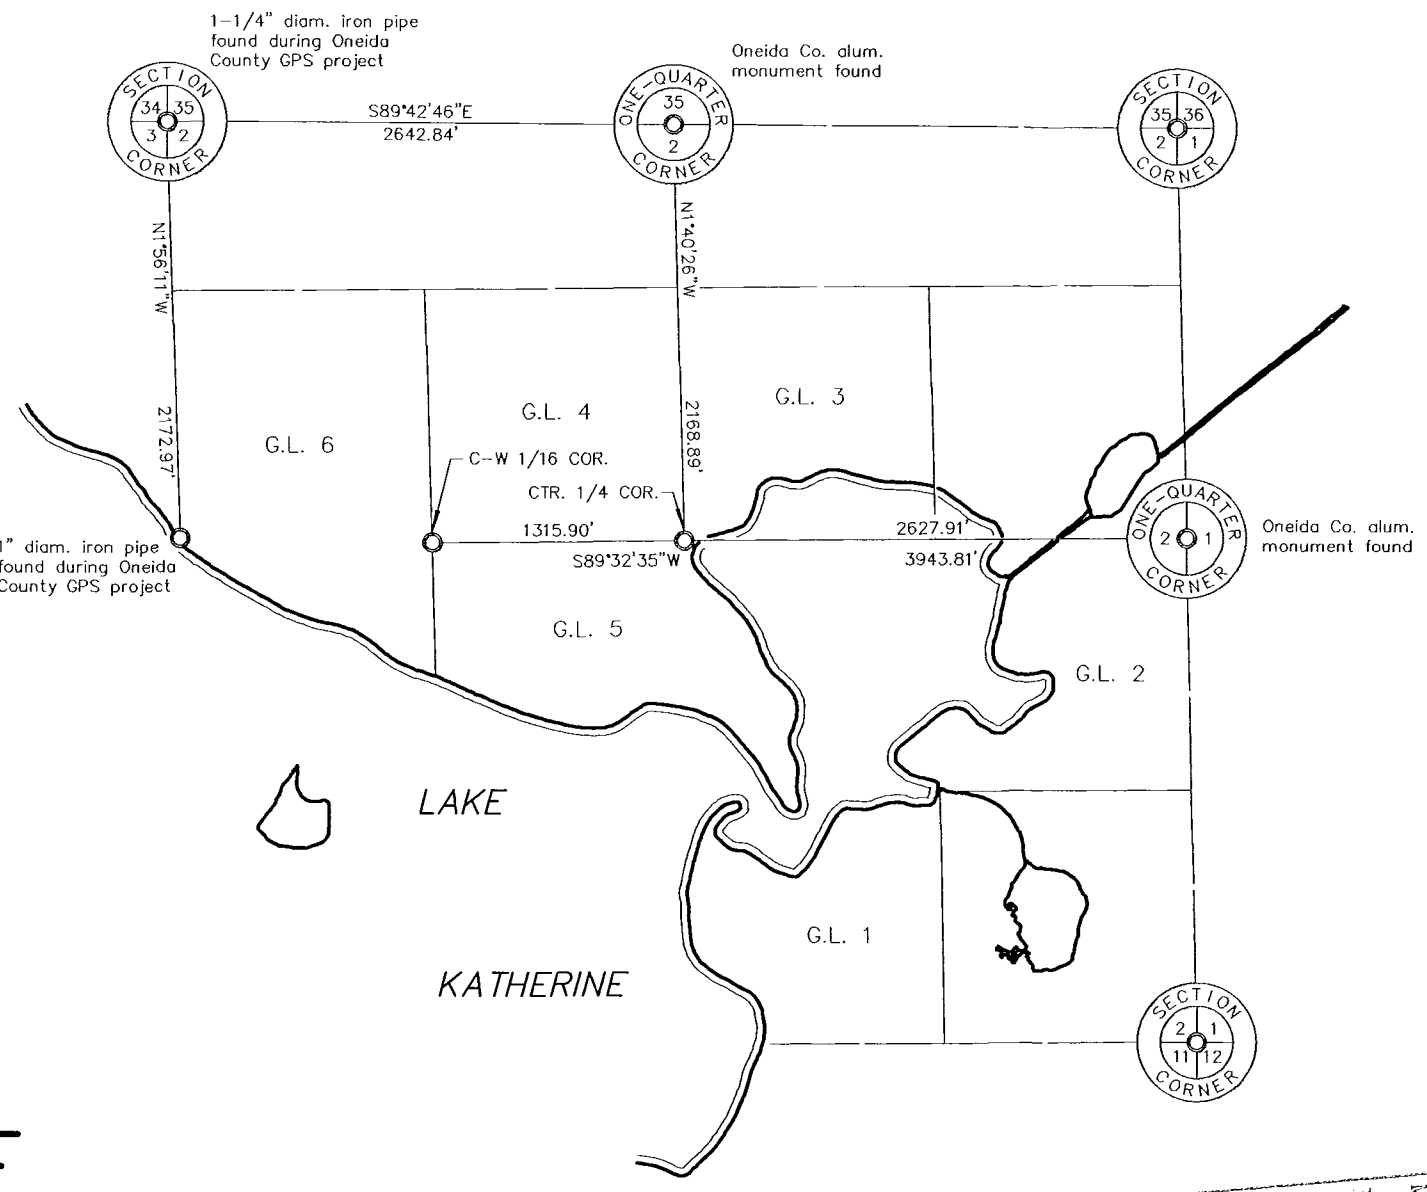 1-1/4" diam. iron pipe
found during Oneida
County GPS project
Oneida Co. alum.
monument found
SECTION
34 35
3 2
CORNER
S89°42'46"E
2642.84'
ONE-QUARTER
35
2
CORNER
SECTION
35 36
2 1
CORNER
N1°56'11"W
2172.97'
N1°40'26"W
2168.89'
G.L. 6
G.L. 4
G.L. 3
C-W 1/16 COR.
CTR. 1/4 COR.
1315.90'
S89°32'35"W
2627.91'
3943.81'
ONE-QUARTER
2 1
CORNER
Oneida Co. alum.
monument found
1" diam. iron pipe
found during Oneida
County GPS project
G.L. 5
G.L. 2
LAKE
KATHERINE
G.L. 1
SECTION
2 1
11 12
CORNER